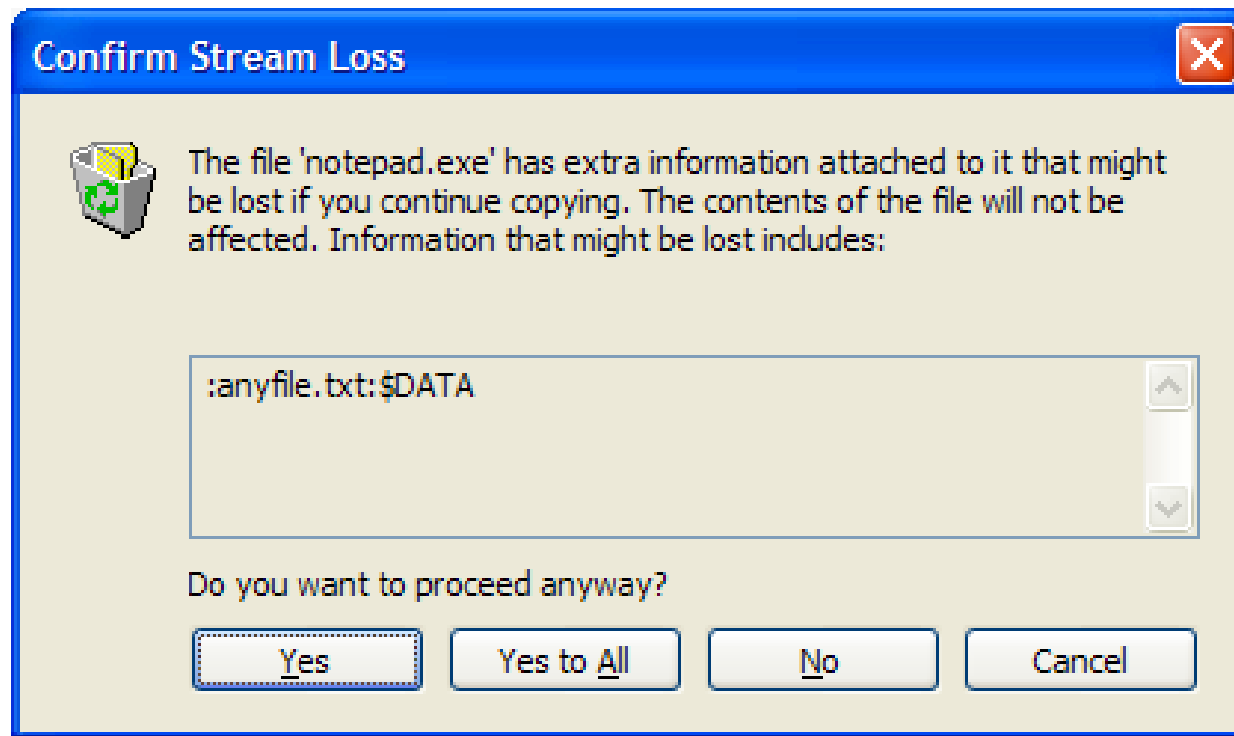 Confirm Stream Loss
The file 'notepad.exe' has extra information attached to it that might
be lost if you continue copying. The contents of the file will not be
affected. Information that might be lost includes:
:anyfile.txt:$DATA
Do you want to proceed anyway?
Yes
Yes to All
No
Cancel